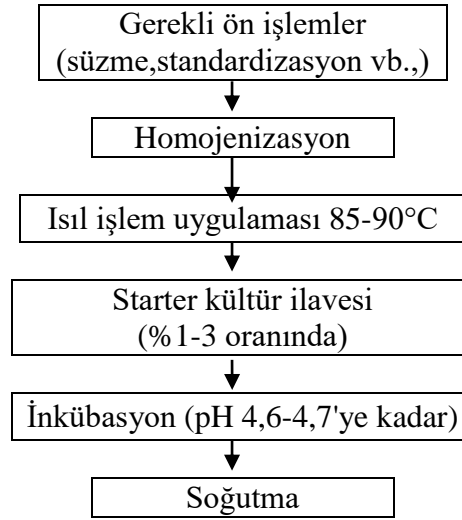 Gerekli ön işlemler
(süzme,standardizasyon vb.,)
Homojenizasyon
Isıl işlem uygulaması 85-90°C
Starter kültür ilavesi
(%1-3 oranında)
İnkübasyon (pH 4,6-4,7'ye kadar)
Soğutma